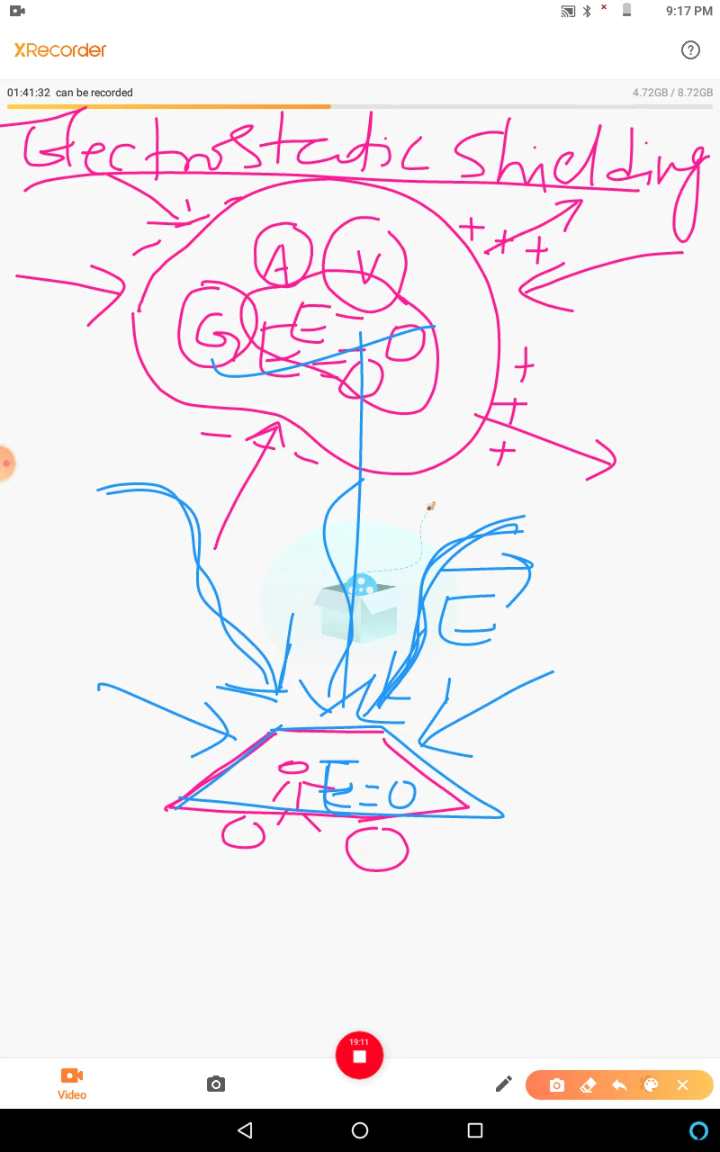 9:17 PM
XRecorder
01:41:32 can be recorded
4.72GB / 8.72GB
Electrostatic Shielding
+ + +
A V
G E = 0
E = 0
+
+
+
E
E = 0
19:11
Video